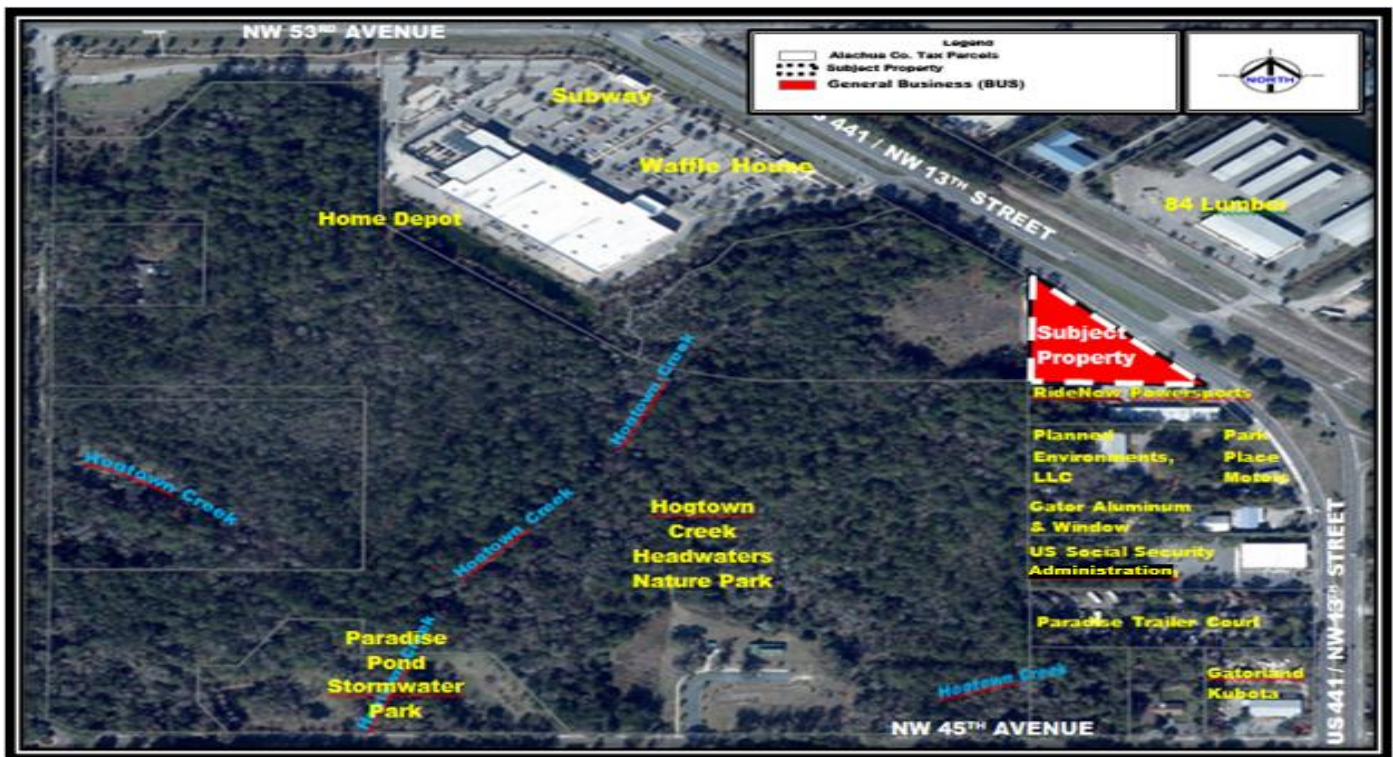 NW 53RD AVENUE
Legend
Alachua Co. Tax Parcels
Subject Property
General Business (BUS)
NORTH
Subway
US 441 / NW 13TH STREET
Waffle House
84 Lumber
Home Depot
Subject
Property
Hogtown Creek
RideNow Powersports
Planned
Environments,
LLC
Park
Place
Motels
Hogtown Creek
Hogtown Creek
Hogtown
Creek
Headwaters
Nature Park
Gator Aluminum
& Window
US Social Security
Administration,
Paradise Trailer Court
Paradise
Pond
Stormwater
Park
Hogtown Creek
Hogtown Creek
Gatorland
Kubota
NW 45TH AVENUE
US 441 / NW 13TH STREET